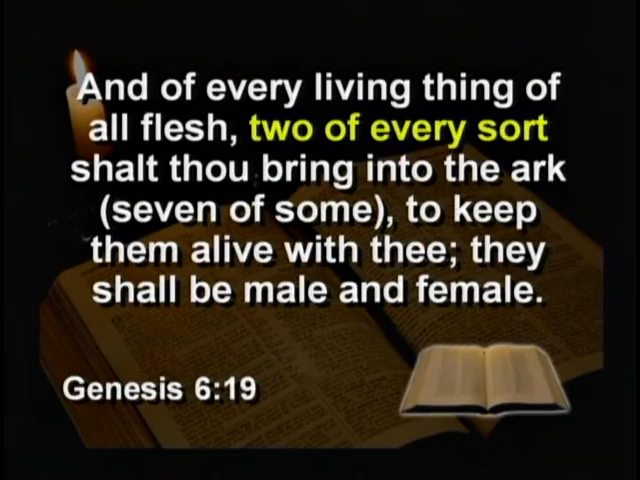 And of every living thing of
all flesh, two of every sort
shalt thou bring into the ark
(seven of some), to keep
them alive with thee; they
shall be male and female.
Genesis 6:19